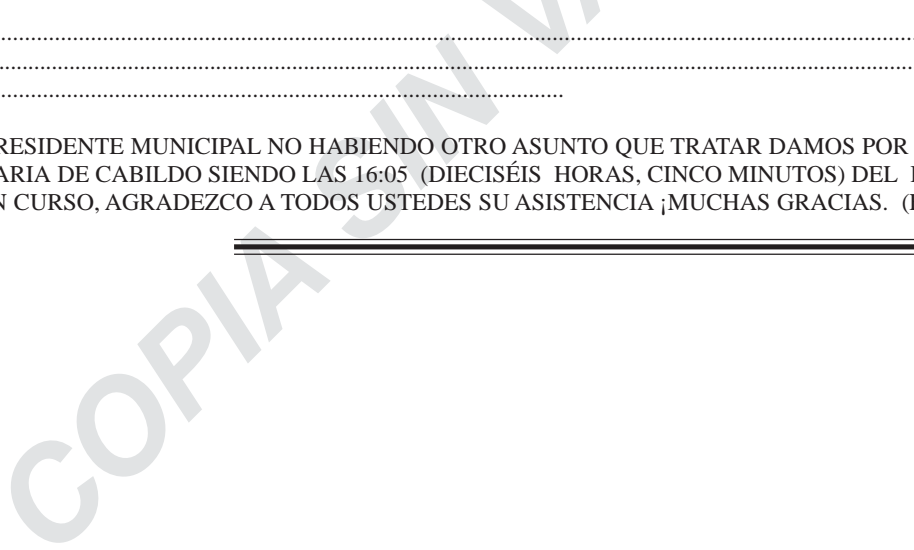 ...........................................................................................................................................................................
...........................................................................................................................................................................
..........................................................................................................
RESIDENTE MUNICIPAL NO HABIENDO OTRO ASUNTO QUE TRATAR DAMOS POR
ARIA DE CABILDO SIENDO LAS 16:05 (DIECISÉIS HORAS, CINCO MINUTOS) DEL
N CURSO, AGRADEZCO A TODOS USTEDES SU ASISTENCIA ¡MUCHAS GRACIAS. (
COPIA SIN VA